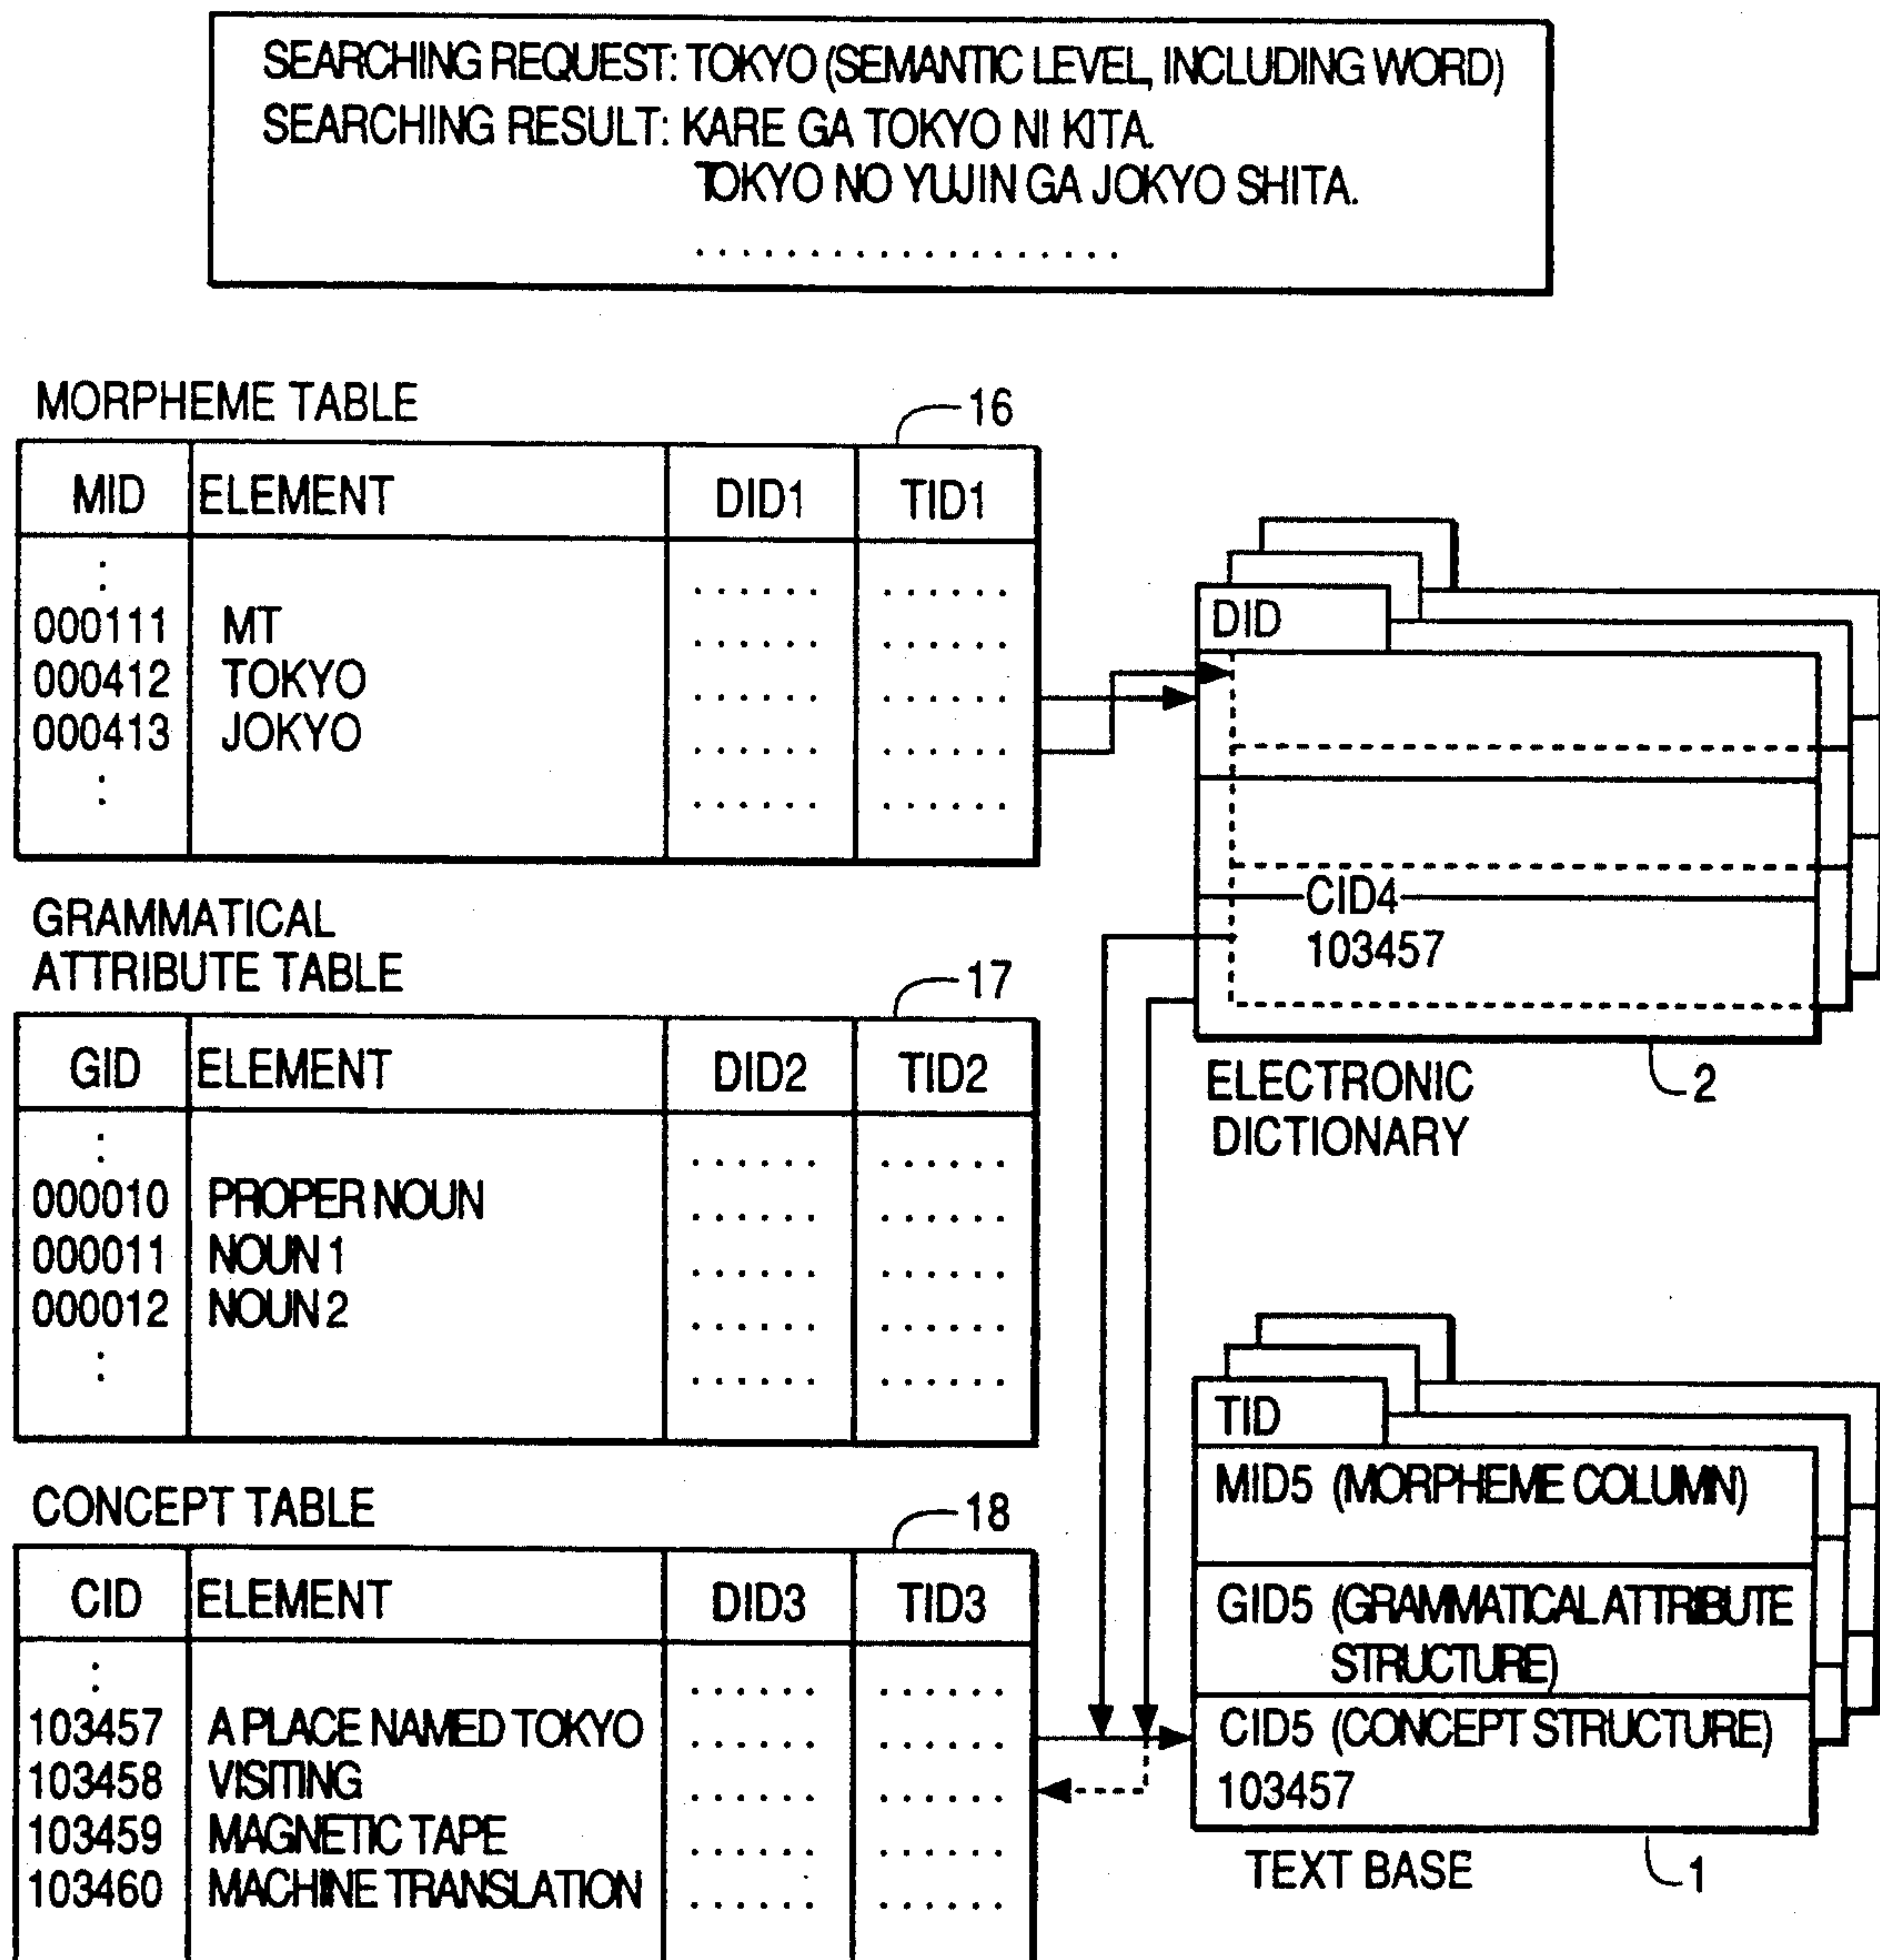 SEARCHING REQUEST: TOKYO (SEMANTIC LEVEL, INCLUDING WORD)
SEARCHING RESULT: KARE GA TOKYO NI KITA.
TOKYO NO YUJIN GA JOKYO SHITA.
...................
MORPHEME TABLE
16
MID ELEMENT DID1 TID1
:
...... ......
000111 MT ...... ......
000412 TOKYO ...... ......
000413 JOKYO ...... ......
:
...... ......
DID
CID4
103457
2
ELECTRONIC
DICTIONARY
GRAMMATICAL
ATTRIBUTE TABLE
17
GID ELEMENT DID2 TID2
:
...... ......
000010 PROPER NOUN ...... ......
000011 NOUN 1 ...... ......
000012 NOUN 2 ...... ......
:
...... ......
CONCEPT TABLE
18
CID ELEMENT DID3 TID3
:
...... ......
103457 A PLACE NAMED TOKYO ...... ......
103458 VISITING ...... ......
103459 MAGNETIC TAPE ...... ......
103460 MACHINE TRANSLATION ...... ......
TID
MID5 (MORPHEME COLUMN)
GID5 (GRAMMATICAL ATTRIBUTE
STRUCTURE)
CID5 (CONCEPT STRUCTURE)
103457
TEXT BASE
1